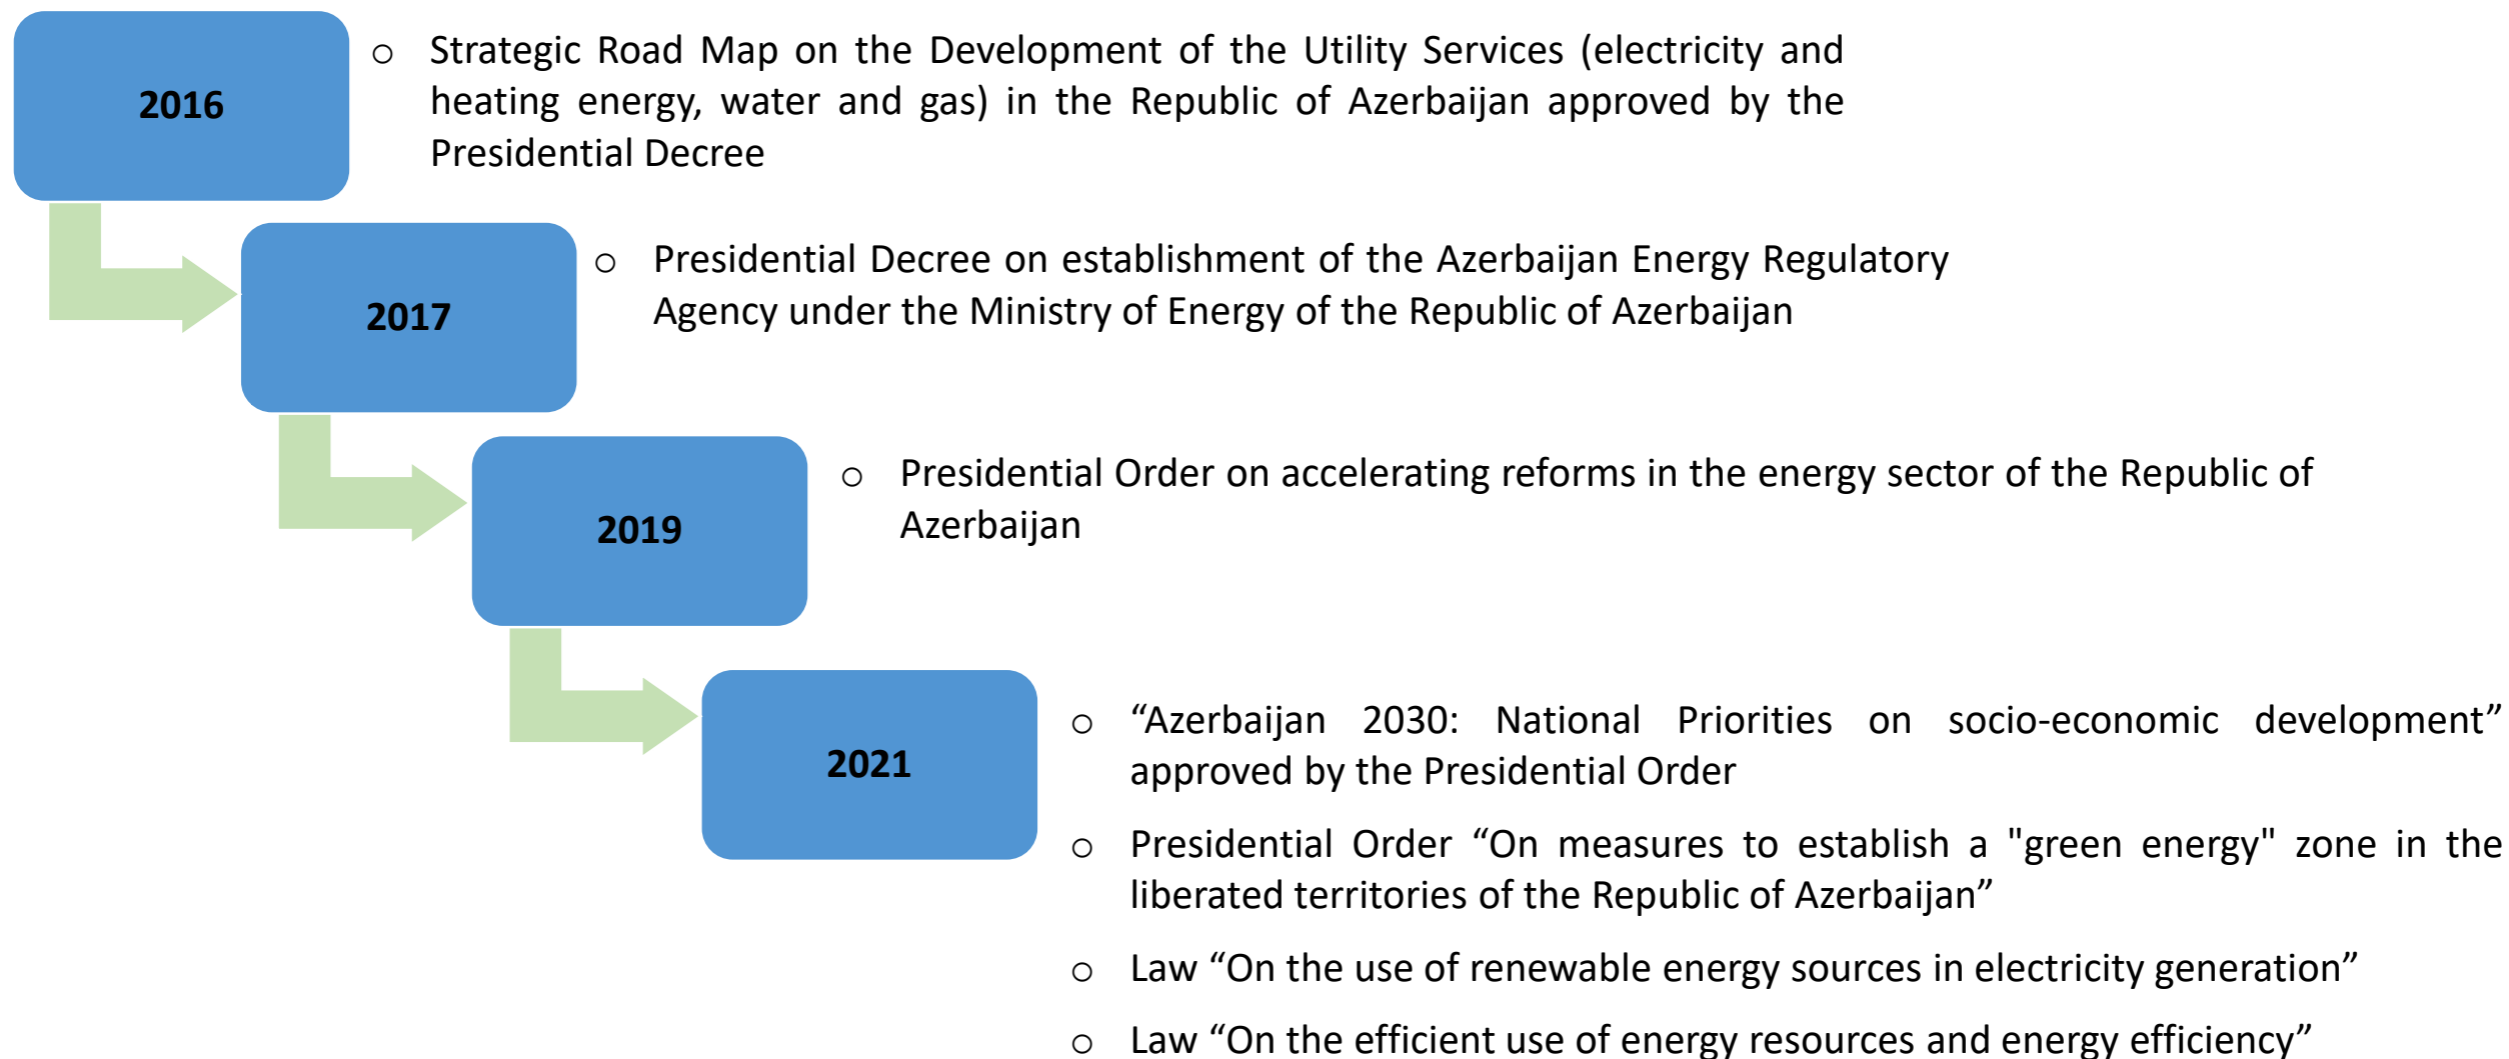 2016
○ Strategic Road Map on the Development of the Utility Services (electricity and
heating energy, water and gas) in the Republic of Azerbaijan approved by the
Presidential Decree
2017
○ Presidential Decree on establishment of the Azerbaijan Energy Regulatory
Agency under the Ministry of Energy of the Republic of Azerbaijan
2019
○ Presidential Order on accelerating reforms in the energy sector of the Republic of
Azerbaijan
2021
○ “Azerbaijan 2030: National Priorities on socio-economic development”
approved by the Presidential Order
○ Presidential Order “On measures to establish a "green energy" zone in the
liberated territories of the Republic of Azerbaijan”
○ Law “On the use of renewable energy sources in electricity generation”
○ Law “On the efficient use of energy resources and energy efficiency”